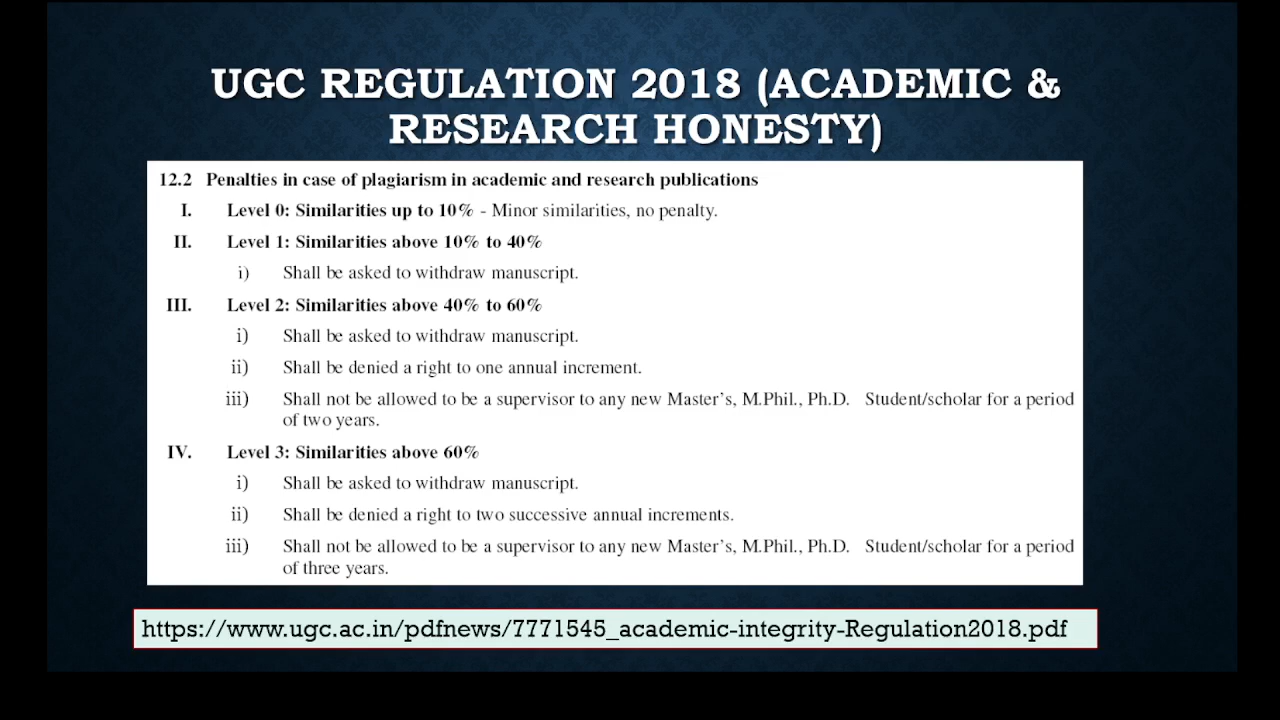 UGC REGULATION 2018 (ACADEMIC &
RESEARCH HONESTY)
12.2 Penalties in case of plagiarism in academic and research publications
I. Level 0: Similarities up to 10% - Minor similarities, no penalty.
II. Level 1: Similarities above 10% to 40%
i) Shall be asked to withdraw manuscript.
III. Level 2: Similarities above 40% to 60%
i) Shall be asked to withdraw manuscript.
ii) Shall be denied a right to one annual increment.
iii) Shall not be allowed to be a supervisor to any new Master's, M.Phil., Ph.D. Student/scholar for a period
of two years.
IV. Level 3: Similarities above 60%
i) Shall be asked to withdraw manuscript.
ii) Shall be denied a right to two successive annual increments.
iii) Shall not be allowed to be a supervisor to any new Master's, M.Phil., Ph.D. Student/scholar for a period
of three years.
https://www.ugc.ac.in/pdfnews/7771545_academic-integrity-Regulation2018.pdf